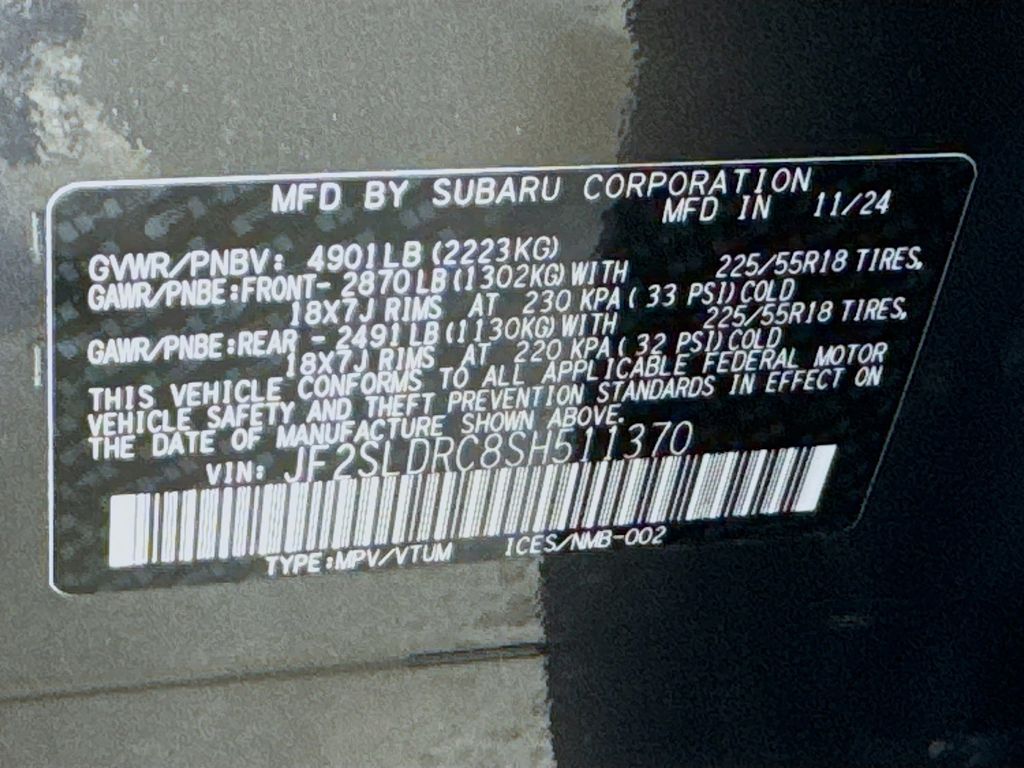 MFD BY SUBARU CORPORATION
MFD IN 11/24
GVWR/PNBV: 4901LB (2223KG)
GAWR/PNBE:FRONT- 2870LB (1302KG) WITH 225/55R18 TIRES,
18X7J RIMS AT 230 KPA ( 33 PSI) COLD
GAWR/PNBE:REAR - 2491LB (1130KG) WITH 225/55R18 TIRES,
18X7J RIMS AT 220 KPA ( 32 PSI) COLD
THIS VEHICLE CONFORMS TO ALL APPLICABLE FEDERAL MOTOR
VEHICLE SAFETY AND THEFT PREVENTION STANDARDS IN EFFECT ON
THE DATE OF MANUFACTURE SHOWN ABOVE.
VIN: JF2SLDRC8SH511370
TYPE:MPV/VTUM ICES/NMB-002